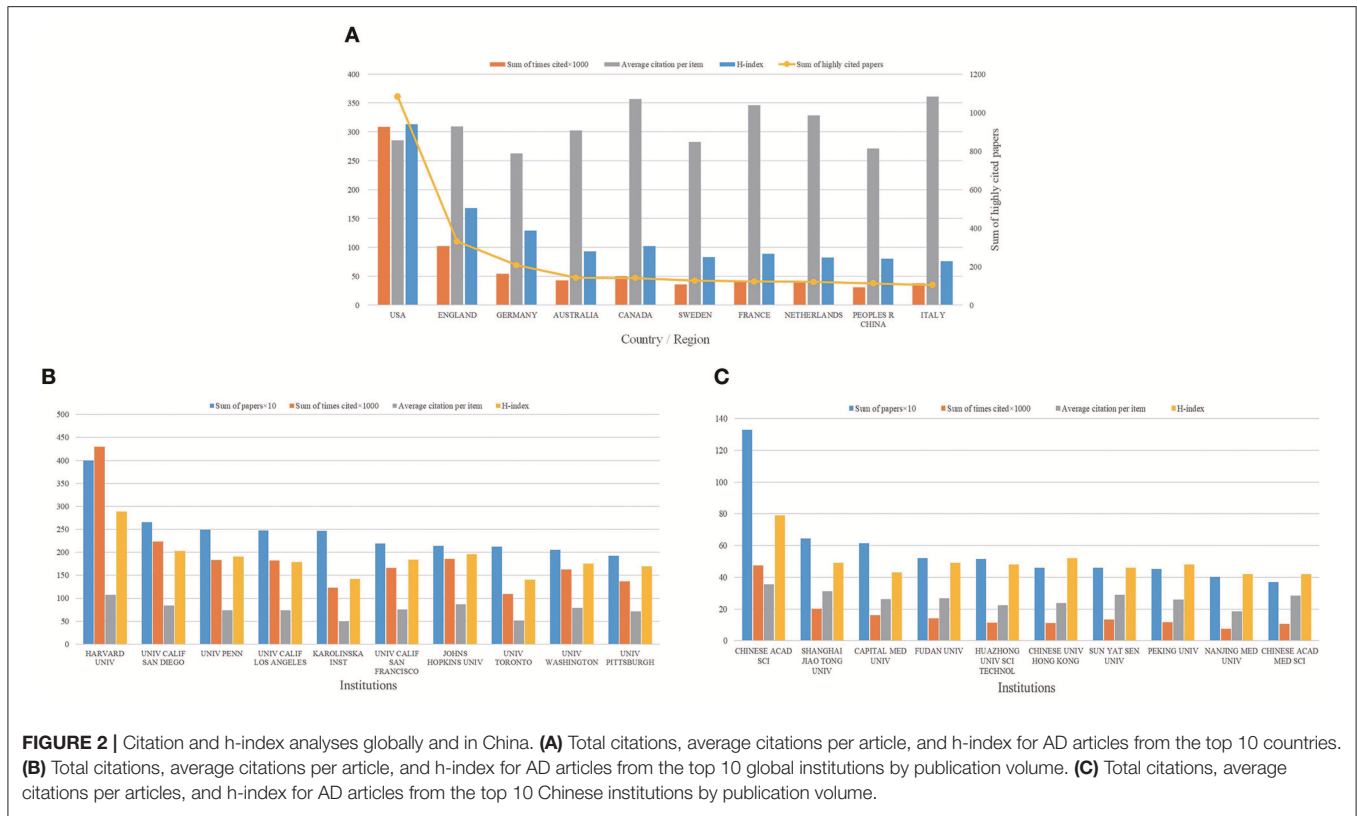 A
Sum of times cited×1000 Average citation per item H-index Sum of highly cited papers
400
350
300
250
200
150
100
50
0
1200
1000
800
600
400
200
0
Sum of highly cited papers
USA ENGLAND GERMANY AUSTRALIA CANADA SWEDEN FRANCE NETHERLANDS PEOPLES R CHINA ITALY
Country / Region
B
Sum of papers×10 Sum of times cited×1000 Average citation per item H-index
500
450
400
350
300
250
200
150
100
50
0
HARVARD UNIV
UNIV CALIF SAN DIEGO
UNIV PENN
UNIV CALIF LOS ANGELES
KAROLINSKA INST
UNIV CALIF SAN FRANCISCO
JOHNS HOPKINS UNIV
UNIV TORONTO
UNIV WASHINGTON
UNIV PITTSBURGH
Institutions
C
Sum of papers×10 Sum of times cited×1000 Average citation per item H-index
140
120
100
80
60
40
20
0
CHINESE ACAD SCI
SHANGHAI JIAO TONG UNIV
CAPITAL MED UNIV
FUDAN UNIV
HUAZHONG UNIV SCI TECHNOL
CHINESE UNIV HONG KONG
SUN YAT SEN UNIV
PEKING UNIV
NANJING MED UNIV
CHINESE ACAD MED SCI
Institutions
FIGURE 2 | Citation and h-index analyses globally and in China. (A) Total citations, average citations per article, and h-index for AD articles from the top 10 countries.
(B) Total citations, average citations per article, and h-index for AD articles from the top 10 global institutions by publication volume. (C) Total citations, average
citations per articles, and h-index for AD articles from the top 10 Chinese institutions by publication volume.